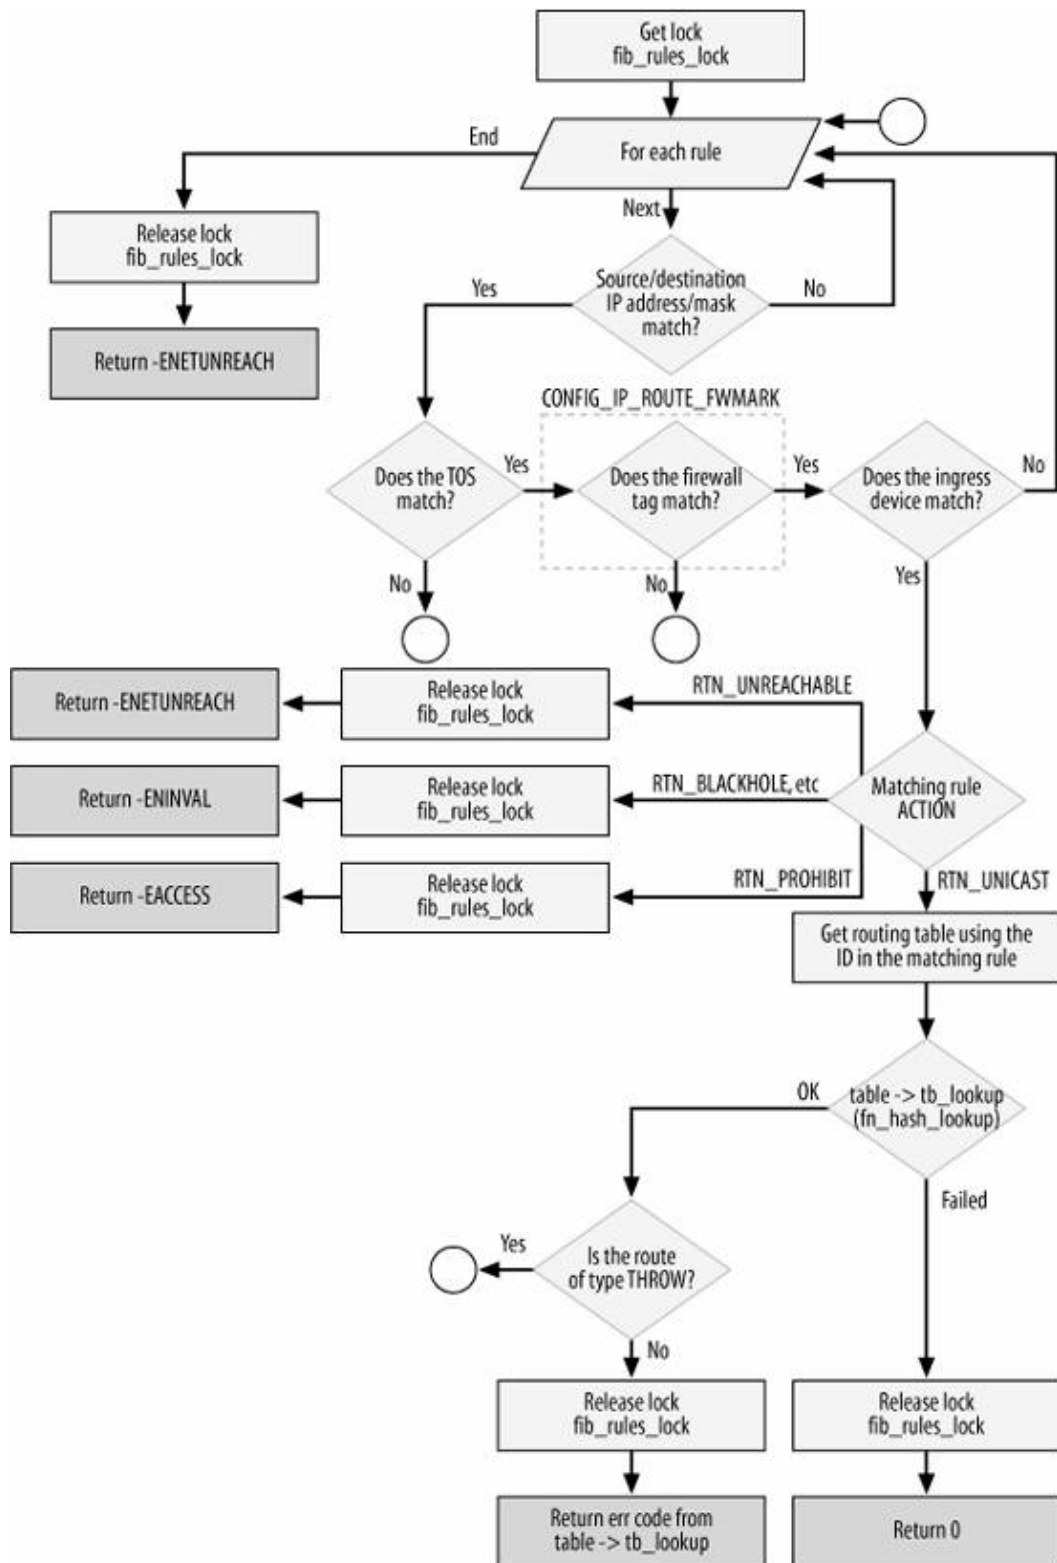 Get lock
fib_rules_lock
End
For each rule
Next
Release lock
fib_rules_lock
Yes
Source/destination
IP address/mask
match?
No
Return -ENETUNREACH
CONFIG_IP_ROUTE_FWMARK
Does the TOS
match?
Yes
Does the firewall
tag match?
Yes
Does the ingress
device match?
No
No
No
Yes
Return -ENETUNREACH
Release lock
fib_rules_lock
RTN_UNREACHABLE
Return -ENINVAL
Release lock
fib_rules_lock
RTN_BLACKHOLE, etc
Matching rule
ACTION
Return -EACCESS
Release lock
fib_rules_lock
RTN_PROHIBIT
RTN_UNICAST
Get routing table using the
ID in the matching rule
OK
table -> tb_lookup
(fn_hash_lookup)
Failed
Yes
Is the route
of type THROW?
No
Release lock
fib_rules_lock
Release lock
fib_rules_lock
Return err code from
table -> tb_lookup
Return 0